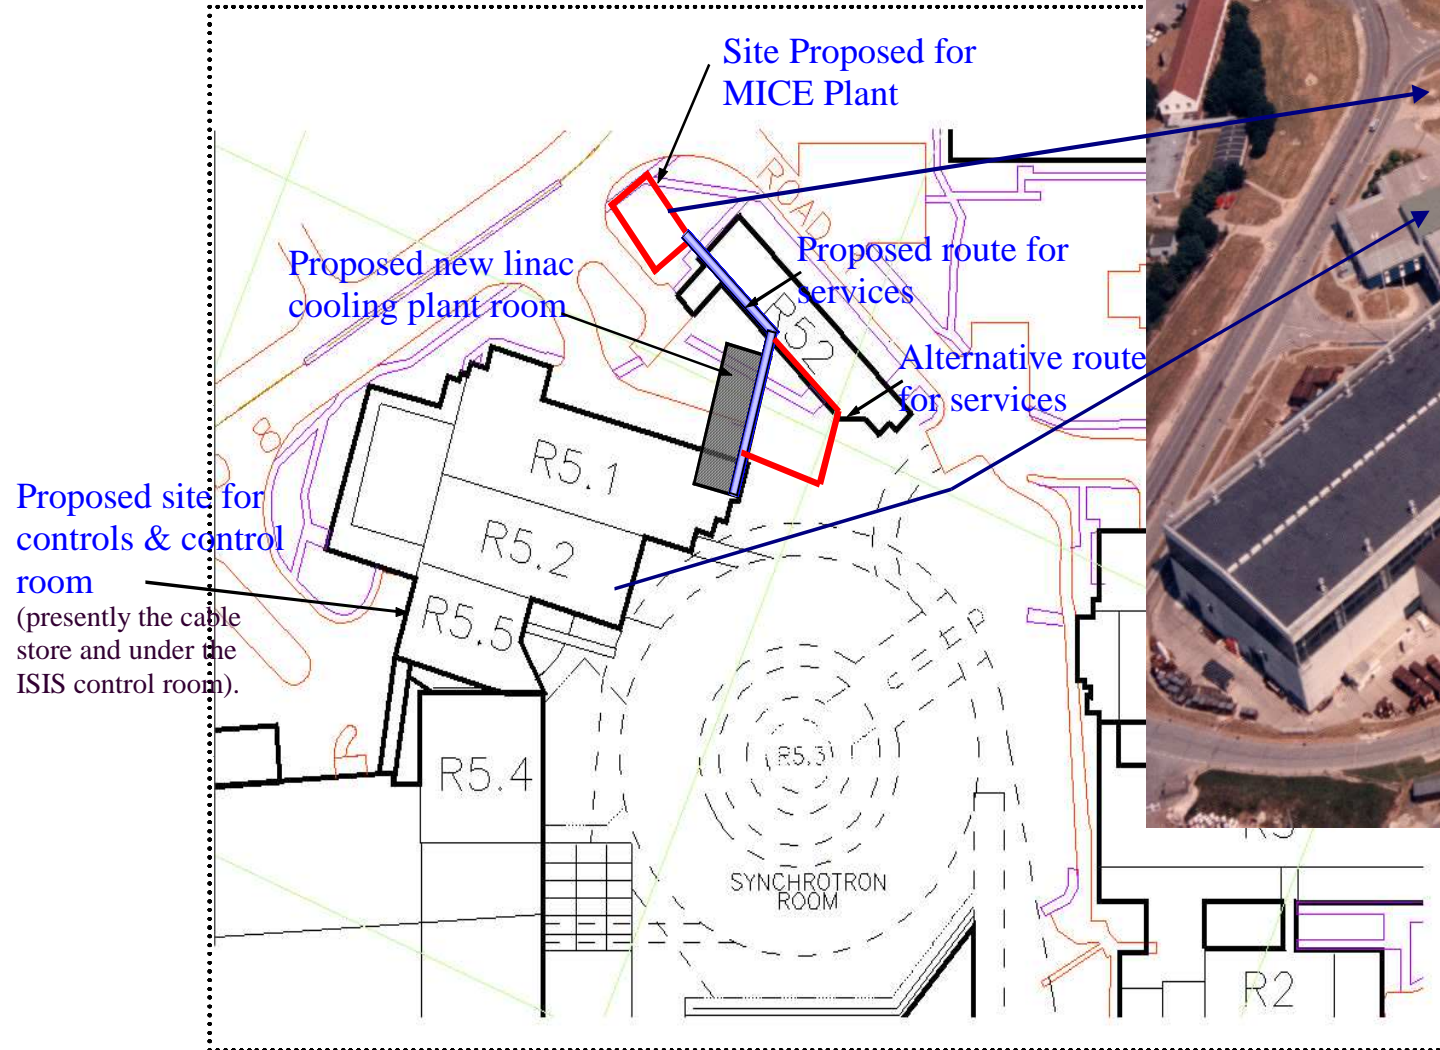 Site Proposed for
MICE Plant
ROAD
Proposed new linac
cooling plant room
Proposed route for
services
R52
Alternative route
for services
R5.1
R5.2
Proposed site for
controls & control
room
(presently the cable
store and under the
ISIS control room).
R5.5
R5.4
R5.3
SYNCHROTRON
ROOM
R2